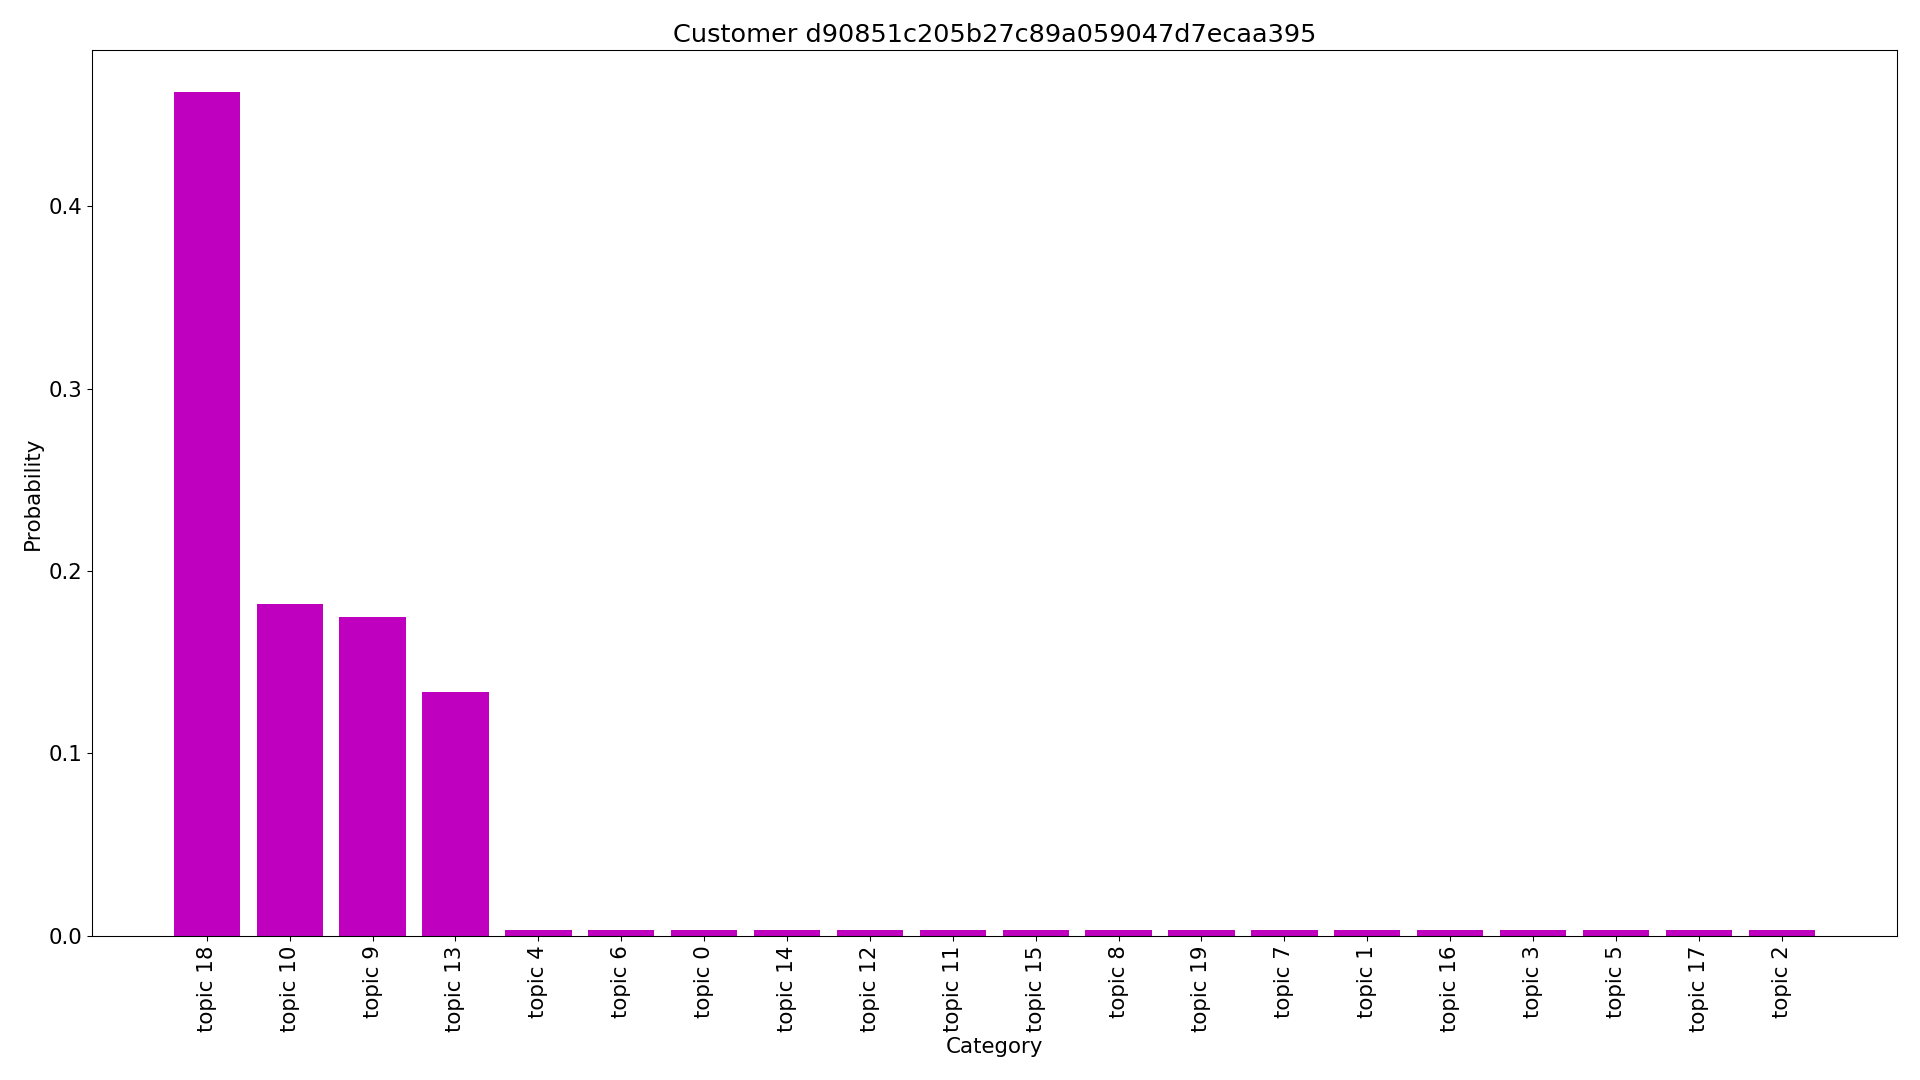 Customer d90851c205b27c89a059047d7ecaa395
Probability
0.4
0.3
0.2
0.1
0.0
topic 18
topic 10
topic 9
topic 13
topic 4
topic 6
topic 0
topic 14
topic 12
topic 11
topic 15
topic 8
topic 19
topic 7
topic 1
topic 16
topic 3
topic 5
topic 17
topic 2
Category